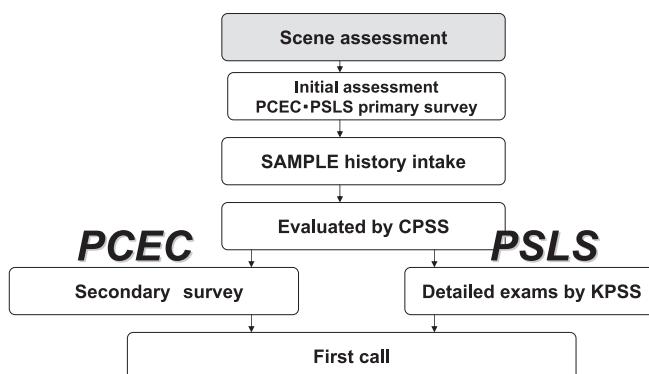 Scene assessment
Initial assessment
PCEC・PSLS primary survey
SAMPLE history intake
Evaluated by CPSS
PCEC
PSLS
Secondary survey
Detailed exams by KPSS
First call